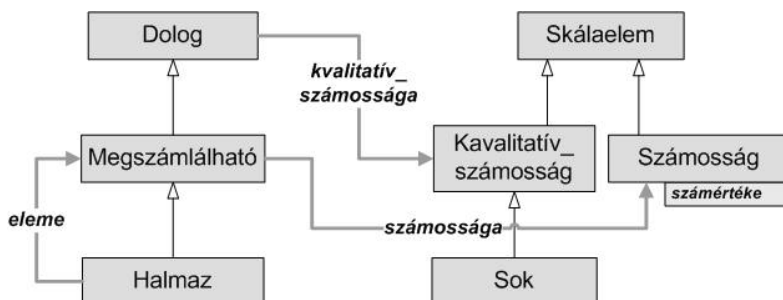 Dolog
Skálaelem
kvalitatív_
számossága
Megszámlálható
Kavalitatív_
számosság
Számosság
számértéke
eleme
számossága
Halmaz
Sok